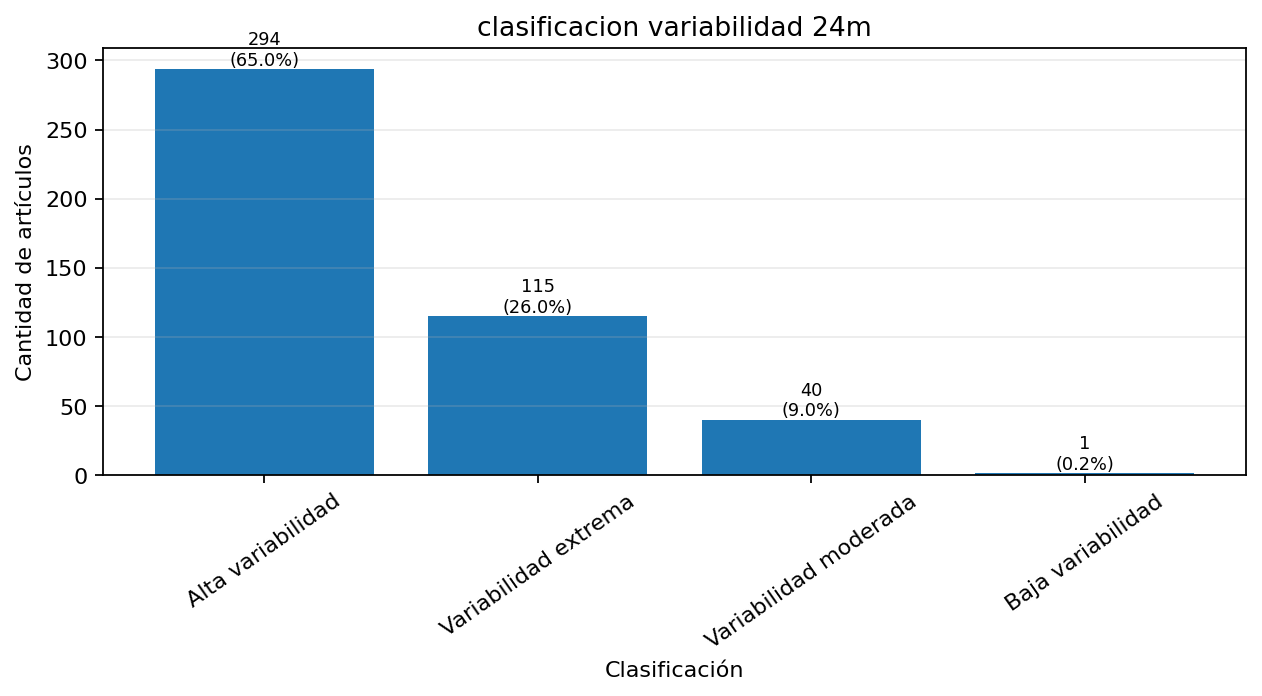 clasificacion variabilidad 24m
Cantidad de artículos
300
250
200
150
100
50
0
294
(65.0%)
115
(26.0%)
40
(9.0%)
1
(0.2%)
Alta variabilidad
Variabilidad extrema
Variabilidad moderada
Baja variabilidad
Clasificación